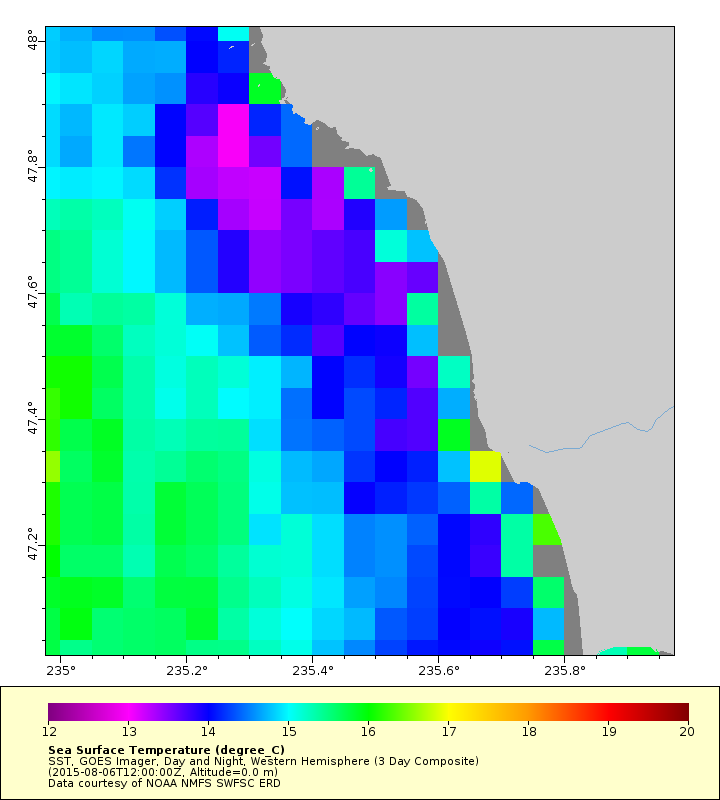 48°
47.8°
47.6°
47.4°
47.2°
235° 235.2° 235.4° 235.6° 235.8°
12 13 14 15 16 17 18 19 20
Sea Surface Temperature (degree_C)
SST, GOES Imager, Day and Night, Western Hemisphere (3 Day Composite)
(2015-08-06T12:00:00Z, Altitude=0.0 m)
Data courtesy of NOAA NMFS SWFSC ERD